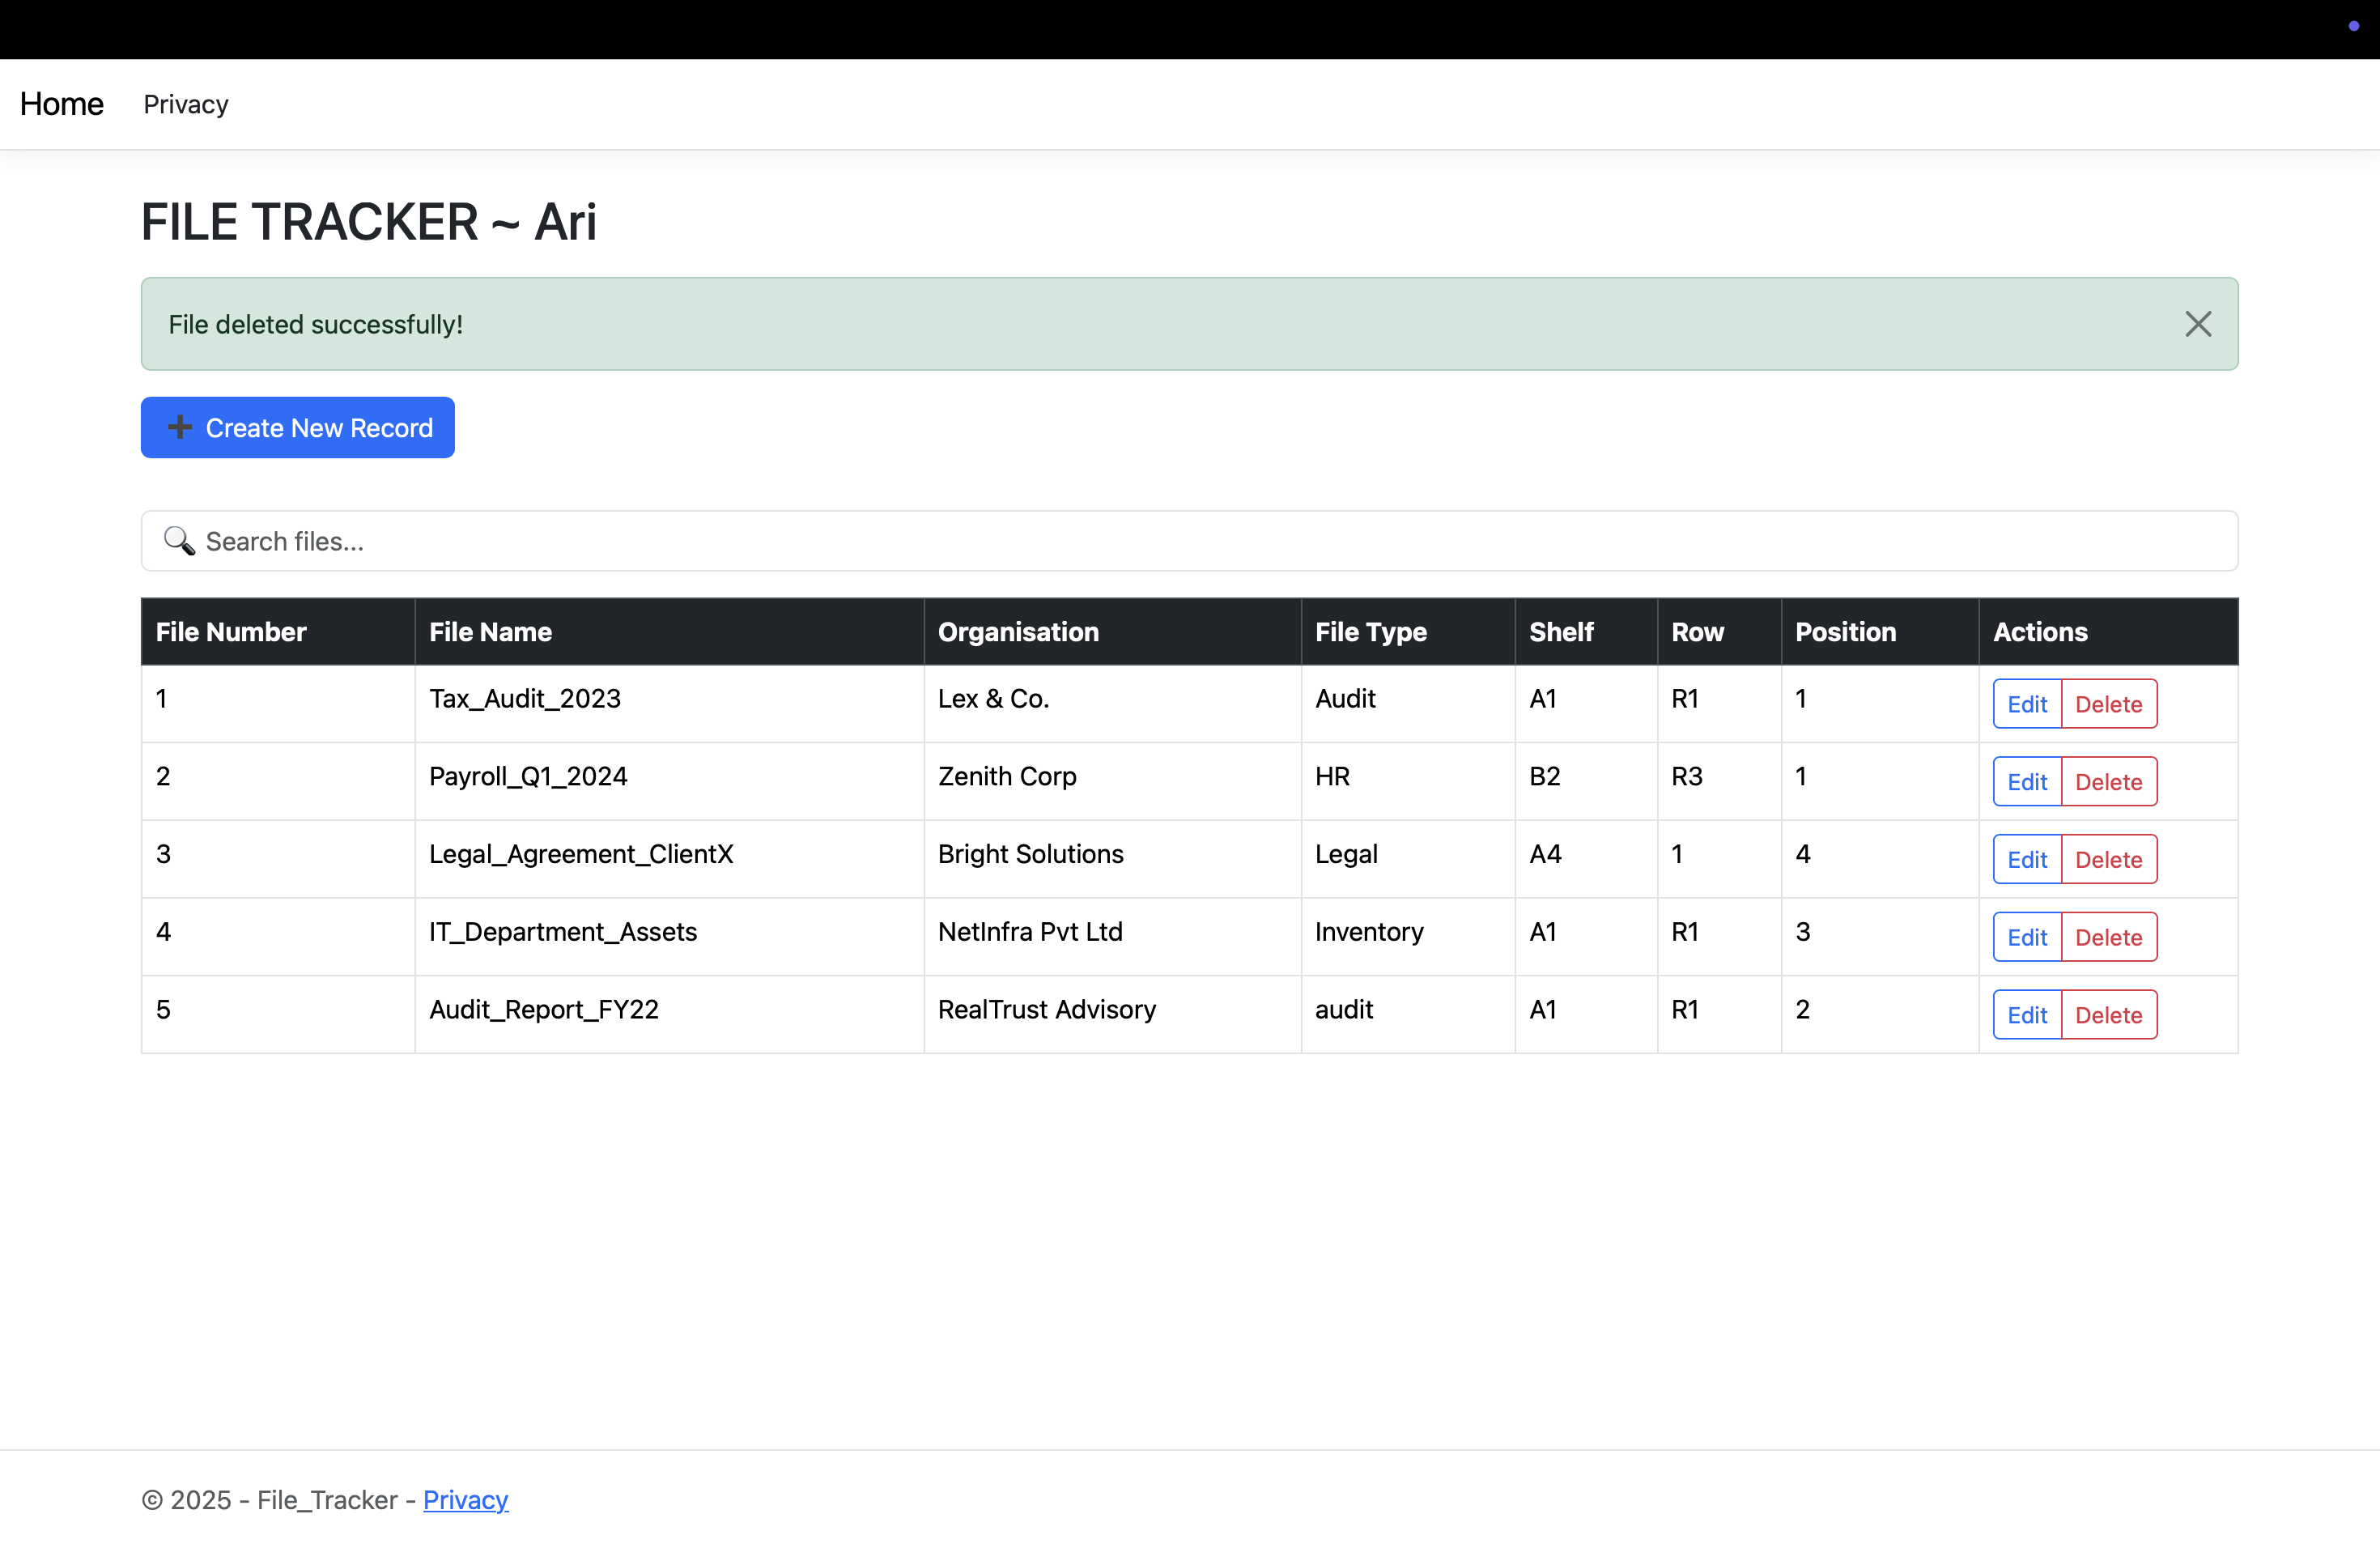 Home Privacy
FILE TRACKER ~ Ari
File deleted successfully!
➕ Create New Record
🔍 Search files...
File Number File Name Organisation File Type Shelf Row Position Actions
1 Tax_Audit_2023 Lex & Co. Audit A1 R1 1 Edit Delete
2 Payroll_Q1_2024 Zenith Corp HR B2 R3 1 Edit Delete
3 Legal_Agreement_ClientX Bright Solutions Legal A4 1 4 Edit Delete
4 IT_Department_Assets NetInfra Pvt Ltd Inventory A1 R1 3 Edit Delete
5 Audit_Report_FY22 RealTrust Advisory audit A1 R1 2 Edit Delete
© 2025 - File_Tracker - Privacy